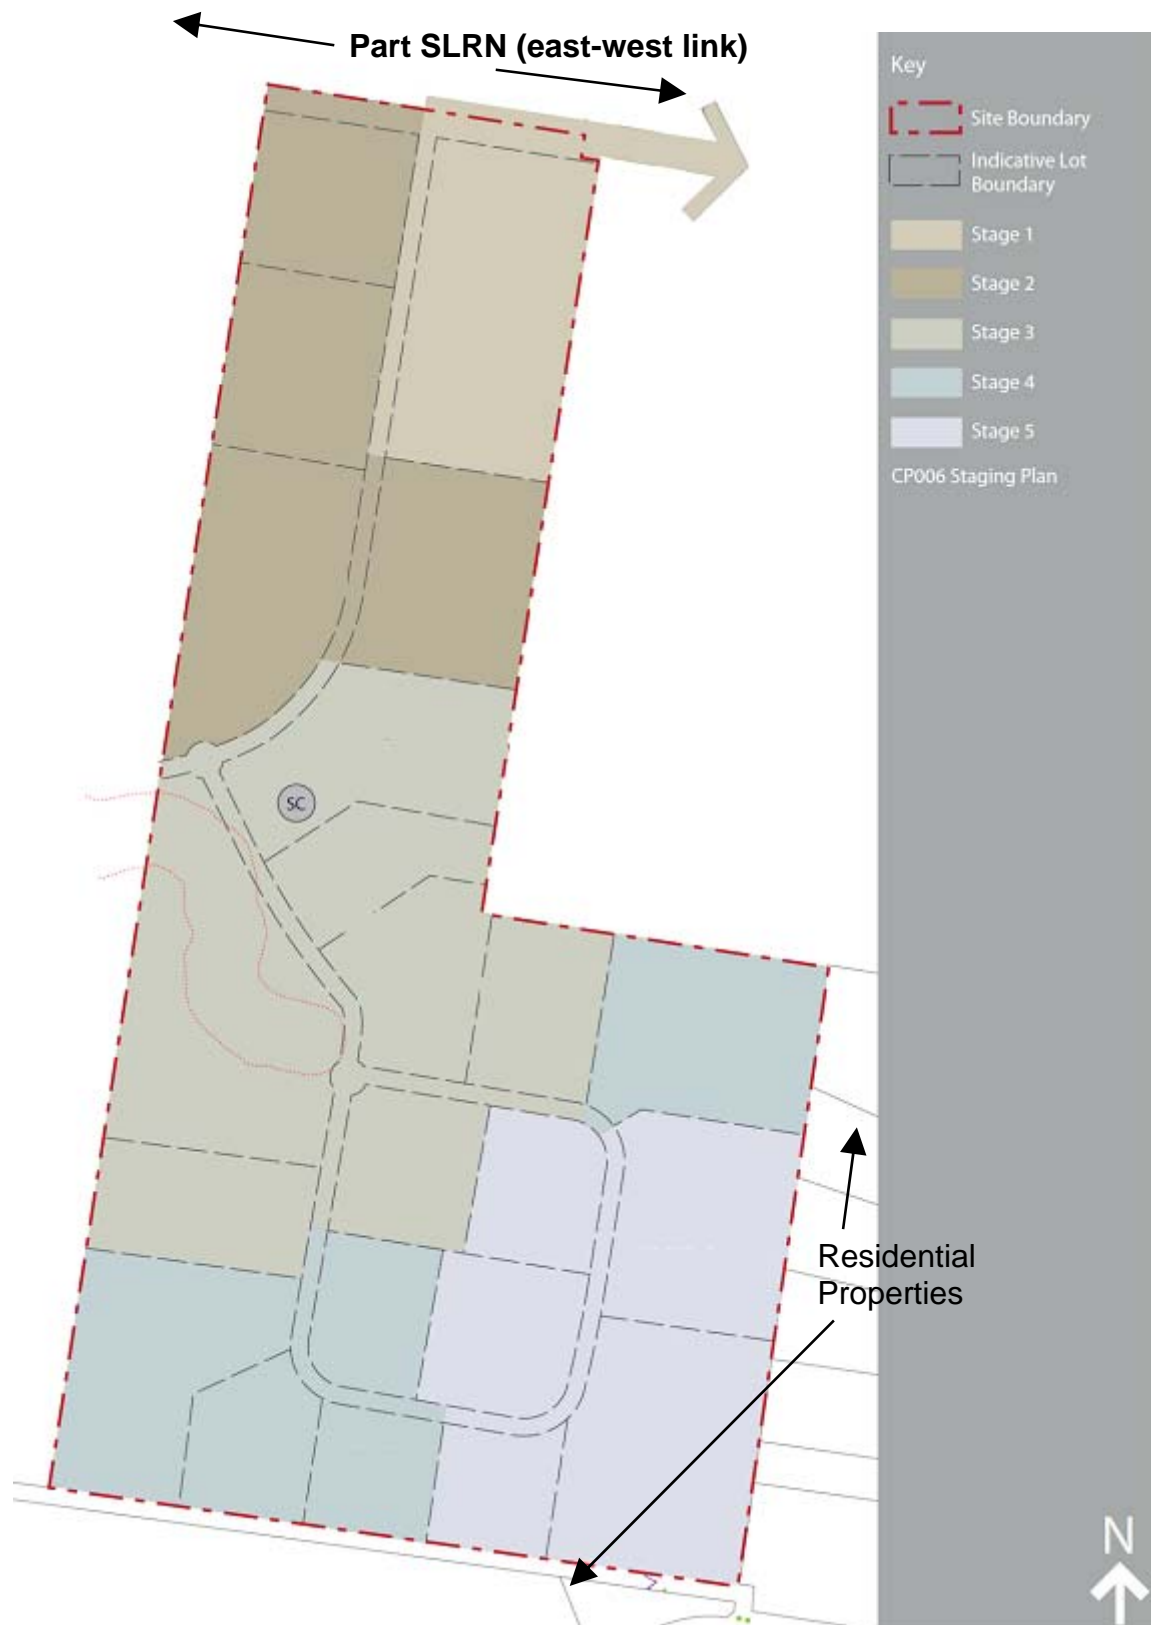 Part SLRN (east-west link)
Key
Site Boundary
Indicative Lot
Boundary
Stage 1
Stage 2
Stage 3
Stage 4
Stage 5
CP006 Staging Plan
SC
Residential
Properties
N